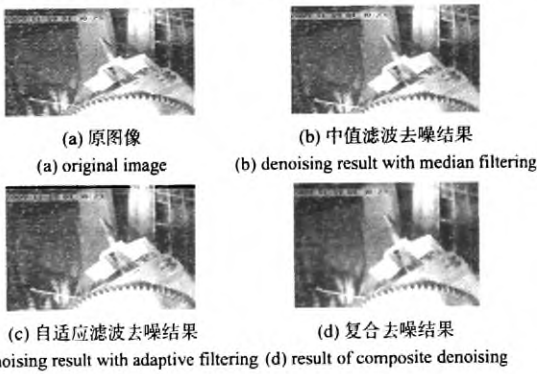 (a) 原图像
(a) original image
(b) 中值滤波去噪结果
(b) denoising result with median filtering
(c) 自适应滤波去噪结果
noising result with adaptive filtering
(d) 复合去噪结果
(d) result of composite denoising